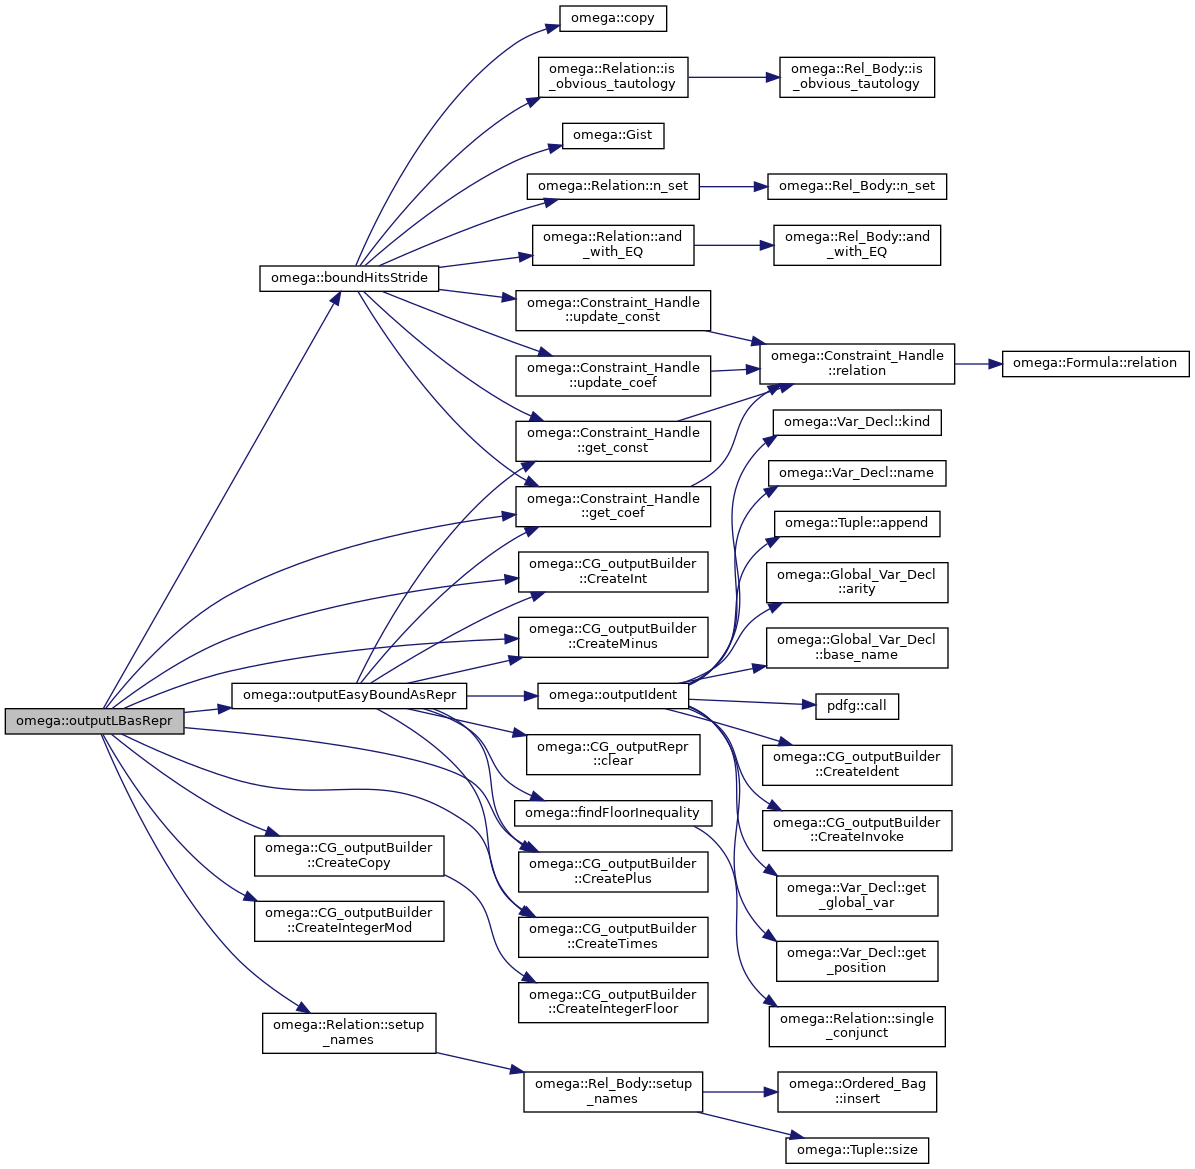 omega::copy
omega::Relation::is
_obvious_tautology
omega::Rel_Body::is
_obvious_tautology
omega::Gist
omega::Relation::n_set
omega::Rel_Body::n_set
omega::Relation::and
_with_EQ
omega::Rel_Body::and
_with_EQ
omega::boundHitsStride
omega::Constraint_Handle
::update_const
omega::Constraint_Handle
::relation
omega::Formula::relation
omega::Constraint_Handle
::update_coef
omega::Var_Decl::kind
omega::Constraint_Handle
::get_const
omega::Var_Decl::name
omega::Constraint_Handle
::get_coef
omega::Tuple::append
omega::CG_outputBuilder
::CreateInt
omega::Global_Var_Decl
::arity
omega::CG_outputBuilder
::CreateMinus
omega::Global_Var_Decl
::base_name
omega::outputLBasRepr
omega::outputEasyBoundAsRepr
omega::outputIdent
pdfg::call
omega::CG_outputRepr
::clear
omega::CG_outputBuilder
::CreateIdent
omega::findFloorInequality
omega::CG_outputBuilder
::CreateInvoke
omega::CG_outputBuilder
::CreateCopy
omega::CG_outputBuilder
::CreatePlus
omega::Var_Decl::get
_global_var
omega::CG_outputBuilder
::CreateIntegerMod
omega::CG_outputBuilder
::CreateTimes
omega::Var_Decl::get
_position
omega::CG_outputBuilder
::CreateIntegerFloor
omega::Relation::single
_conjunct
omega::Relation::setup
_names
omega::Rel_Body::setup
_names
omega::Ordered_Bag
::insert
omega::Tuple::size